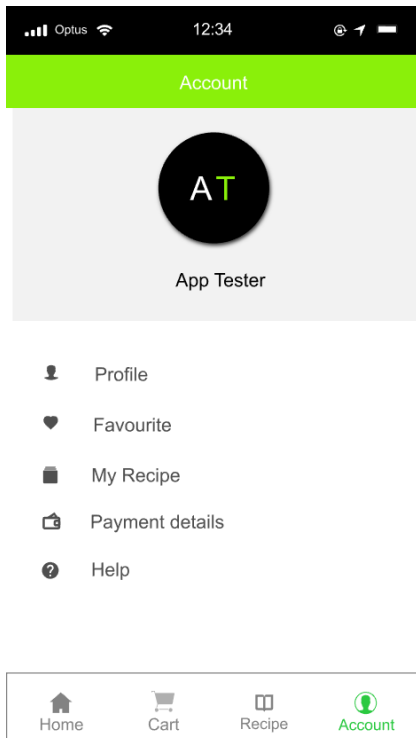 Optus 12:34
Account
AT
App Tester
Profile
Favourite
My Recipe
Payment details
Help
Home Cart Recipe Account